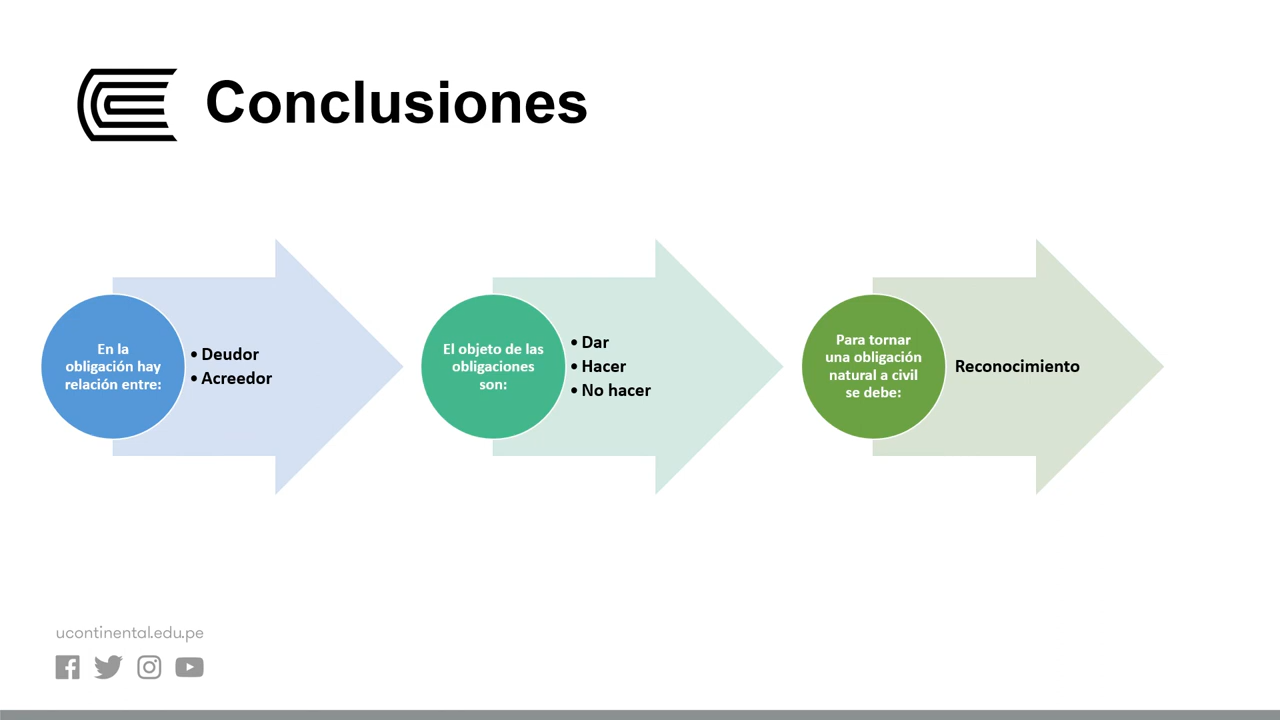 Conclusiones
En la
obligación hay
relación entre:
• Deudor
• Acreedor
El objeto de las
obligaciones
son:
• Dar
• Hacer
• No hacer
Para tornar
una obligación
natural a civil
se debe:
Reconocimiento
ucontinental.edu.pe